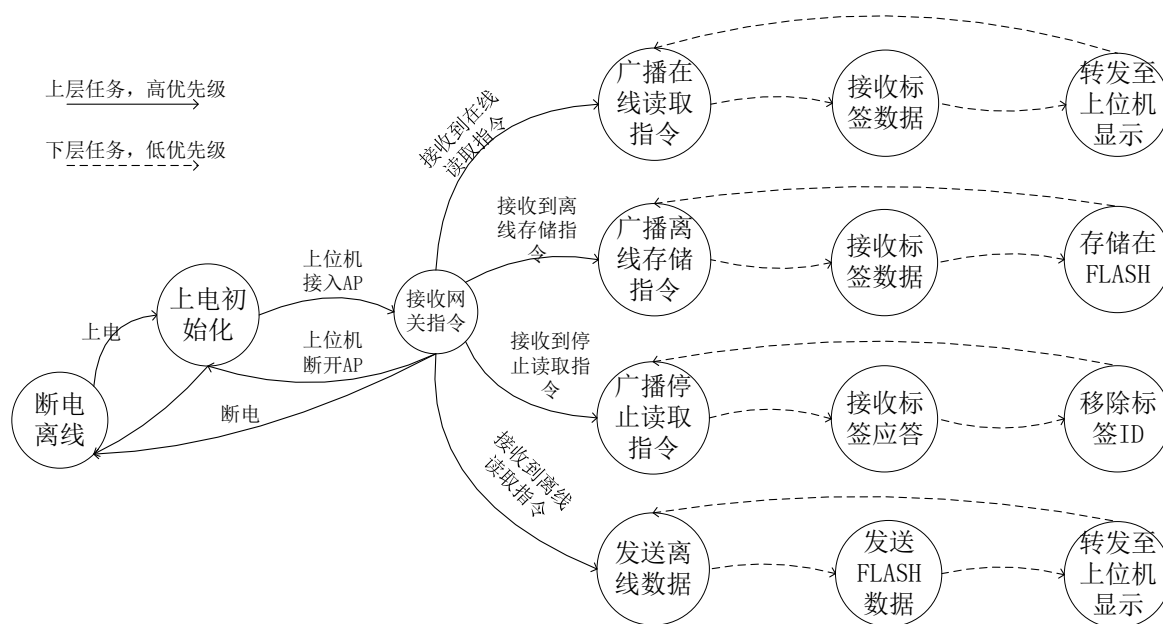 上层任务，高优先级
下层任务，低优先级
断电
离线
上电
上电初
始化
上位机
接入AP
上位机
断开AP
断电
接收网
关指令
接收到在线
读取指令
广播在
线读取
指令
接收标
签数据
转发至
上位机
显示
接收到离
线存储指
令
广播离
线存储
指令
接收标
签数据
存储在
FLASH
接收到停
止读取指
令
广播停
止读取
指令
接收标
签应答
移除标
签ID
接收到离线
读取指令
发送离
线数据
发送
FLASH
数据
转发至
上位机
显示